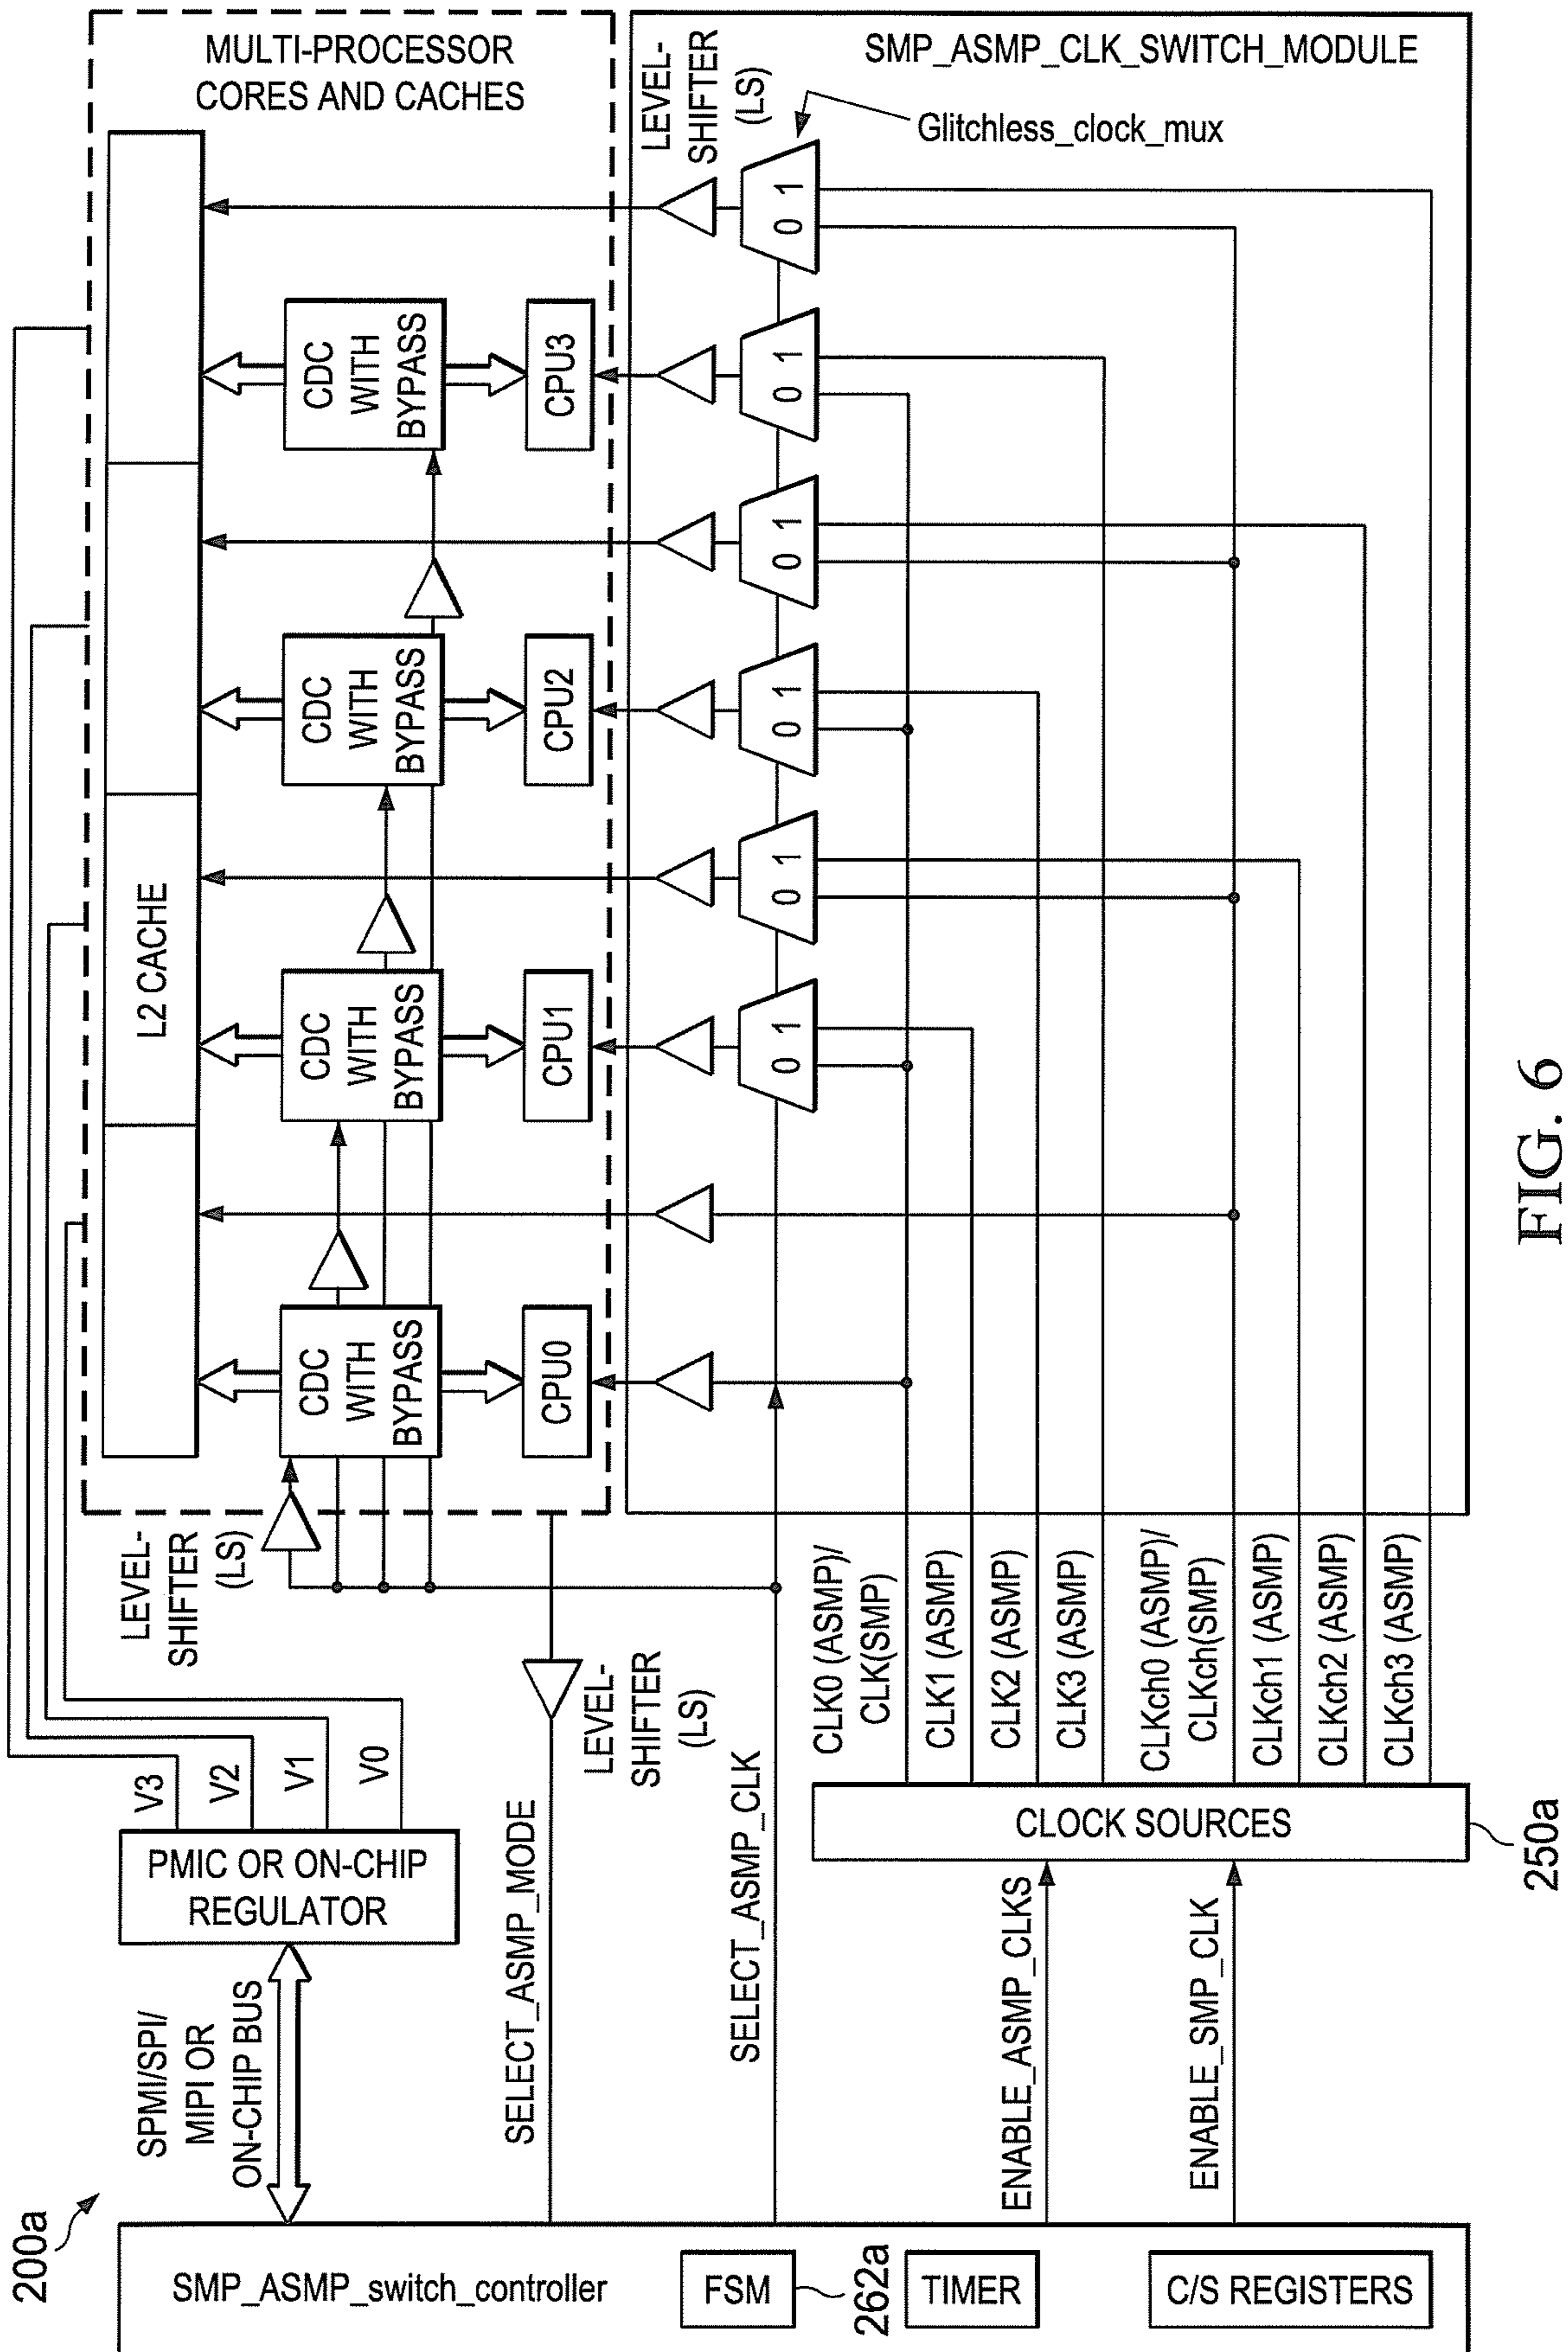 200a
SMP_ASMP_switch_controller
FSM
262a
TIMER
C/S REGISTERS
SPMI/SPI/
MIPI OR
ON-CHIP BUS
PMIC OR ON-CHIP
REGULATOR
V3
V2
V1
V0
SELECT_ASMP_MODE
LEVEL-
SHIFTER
(LS)
SELECT_ASMP_CLK
ENABLE_ASMP_CLKS
ENABLE_SMP_CLK
CLOCK SOURCES
250a
CLK0 (ASMP)/
CLK(SMP)
CLK1 (ASMP)
CLK2 (ASMP)
CLK3 (ASMP)
CLKch0 (ASMP)/
CLKch(SMP)
CLKch1 (ASMP)
CLKch2 (ASMP)
CLKch3 (ASMP)
LEVEL-
SHIFTER
(LS)
MULTI-PROCESSOR
CORES AND CACHES
L2 CACHE
CDC
WITH
BYPASS
CDC
WITH
BYPASS
CDC
WITH
BYPASS
CDC
WITH
BYPASS
CPU0
CPU1
CPU2
CPU3
LEVEL-
SHIFTER
(LS)
SMP_ASMP_CLK_SWITCH_MODULE
Glitchless_clock_mux
0 1
0 1
0 1
0 1
0 1
0 1
FIG. 6